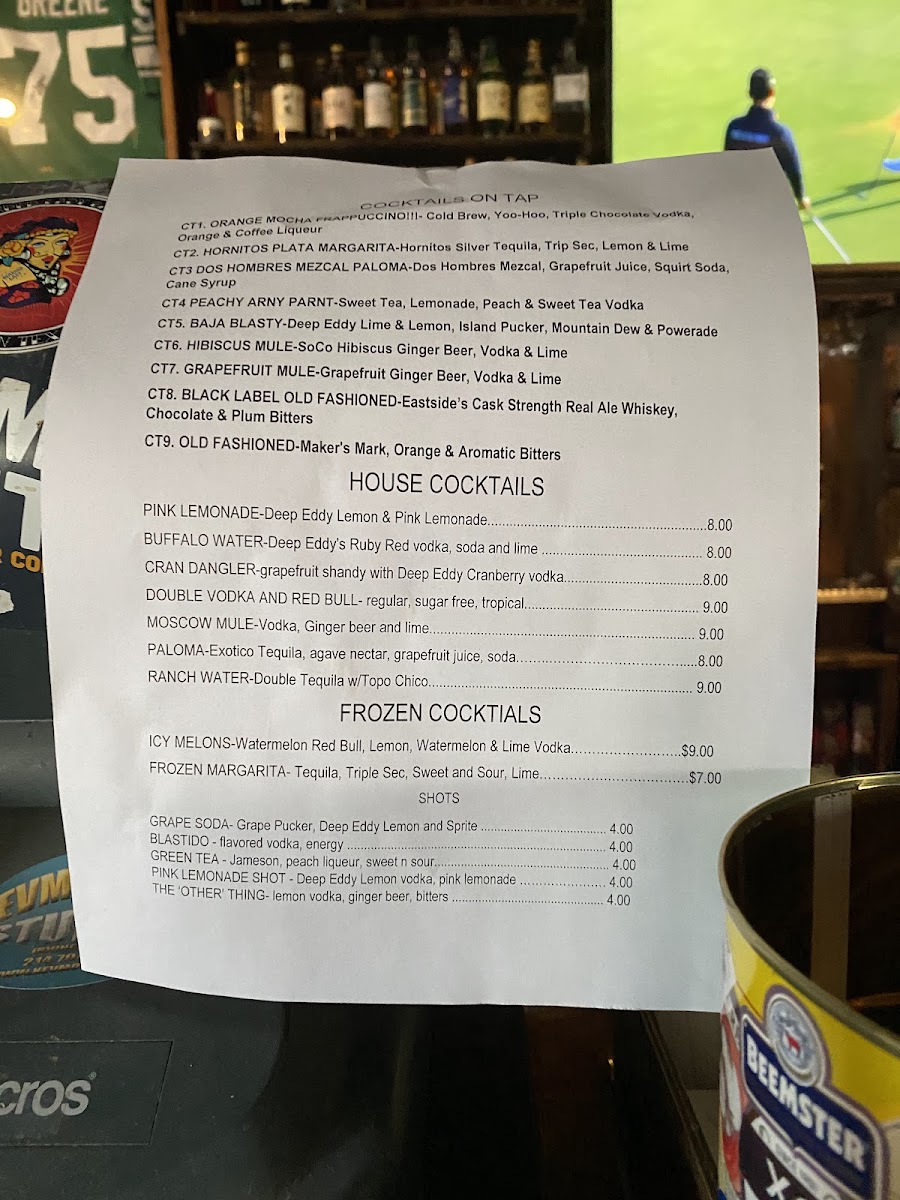 GREENE
75
COCKTAILS ON TAP
CT1. ORANGE MOCHA FRAPPUCCINO!!!- Cold Brew, Yoo-Hoo, Triple Chocolate Vodka,
Orange & Coffee Liqueur
CT2. HORNITOS PLATA MARGARITA-Hornitos Silver Tequila, Trip Sec, Lemon & Lime
CT3 DOS HOMBRES MEZCAL PALOMA-Dos Hombres Mezcal, Grapefruit Juice, Squirt Soda,
Cane Syrup
CT4 PEACHY ARNY PARNT-Sweet Tea, Lemonade, Peach & Sweet Tea Vodka
CT5. BAJA BLASTY-Deep Eddy Lime & Lemon, Island Pucker, Mountain Dew & Powerade
CT6. HIBISCUS MULE-SoCo Hibiscus Ginger Beer, Vodka & Lime
CT7. GRAPEFRUIT MULE-Grapefruit Ginger Beer, Vodka & Lime
CT8. BLACK LABEL OLD FASHIONED-Eastside's Cask Strength Real Ale Whiskey,
Chocolate & Plum Bitters
CT9. OLD FASHIONED-Maker's Mark, Orange & Aromatic Bitters
HOUSE COCKTAILS
PINK LEMONADE-Deep Eddy Lemon & Pink Lemonade.....8.00
BUFFALO WATER-Deep Eddy's Ruby Red vodka, soda and lime ..... 8.00
CRAN DANGLER-grapefruit shandy with Deep Eddy Cranberry vodka.....8.00
DOUBLE VODKA AND RED BULL- regular, sugar free, tropical..... 9.00
MOSCOW MULE-Vodka, Ginger beer and lime..... 9.00
PALOMA-Exotico Tequila, agave nectar, grapefruit juice, soda.....8.00
RANCH WATER-Double Tequila w/Topo Chico..... 9.00
FROZEN COCKTIALS
ICY MELONS-Watermelon Red Bull, Lemon, Watermelon & Lime Vodka.....$9.00
FROZEN MARGARITA- Tequila, Triple Sec, Sweet and Sour, Lime.....$7.00
SHOTS
GRAPE SODA- Grape Pucker, Deep Eddy Lemon and Sprite ..... 4.00
BLASTIDO - flavored vodka, energy ..... 4.00
GREEN TEA - Jameson, peach liqueur, sweet n sour..... 4.00
PINK LEMONADE SHOT - Deep Eddy Lemon vodka, pink lemonade ..... 4.00
THE 'OTHER' THING- lemon vodka, ginger beer, bitters ..... 4.00
cros
BEEMSTER
X